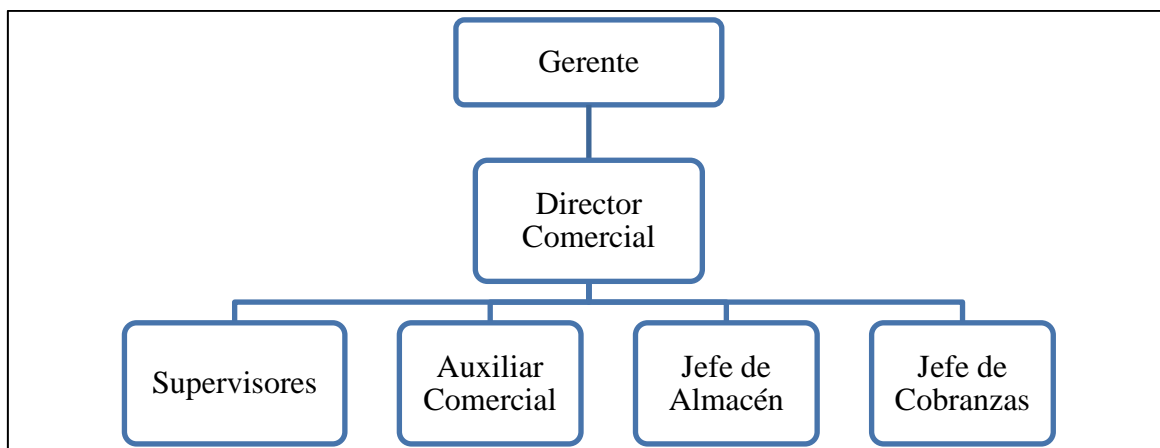 Gerente
Director
Comercial
Supervisores
Auxiliar
Comercial
Jefe de
Almacén
Jefe de
Cobranzas